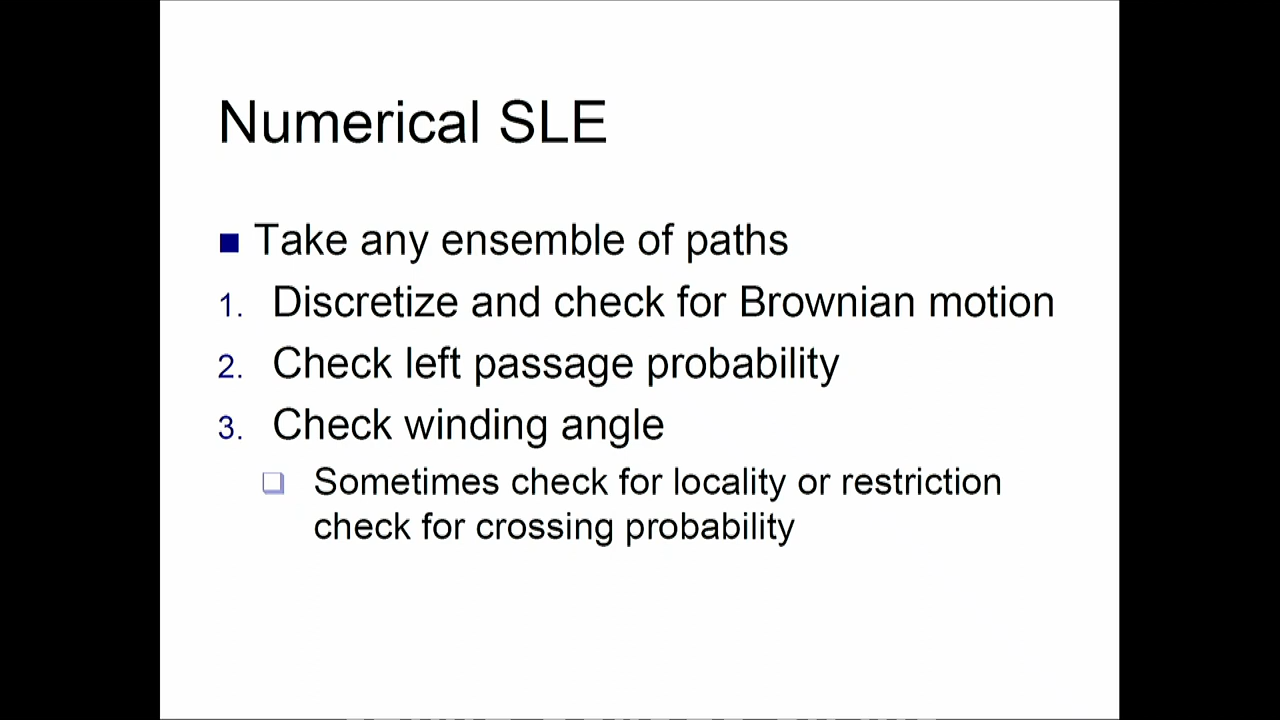 Numerical SLE
Take any ensemble of paths
1. Discretize and check for Brownian motion
2. Check left passage probability
3. Check winding angle
Sometimes check for locality or restriction
check for crossing probability